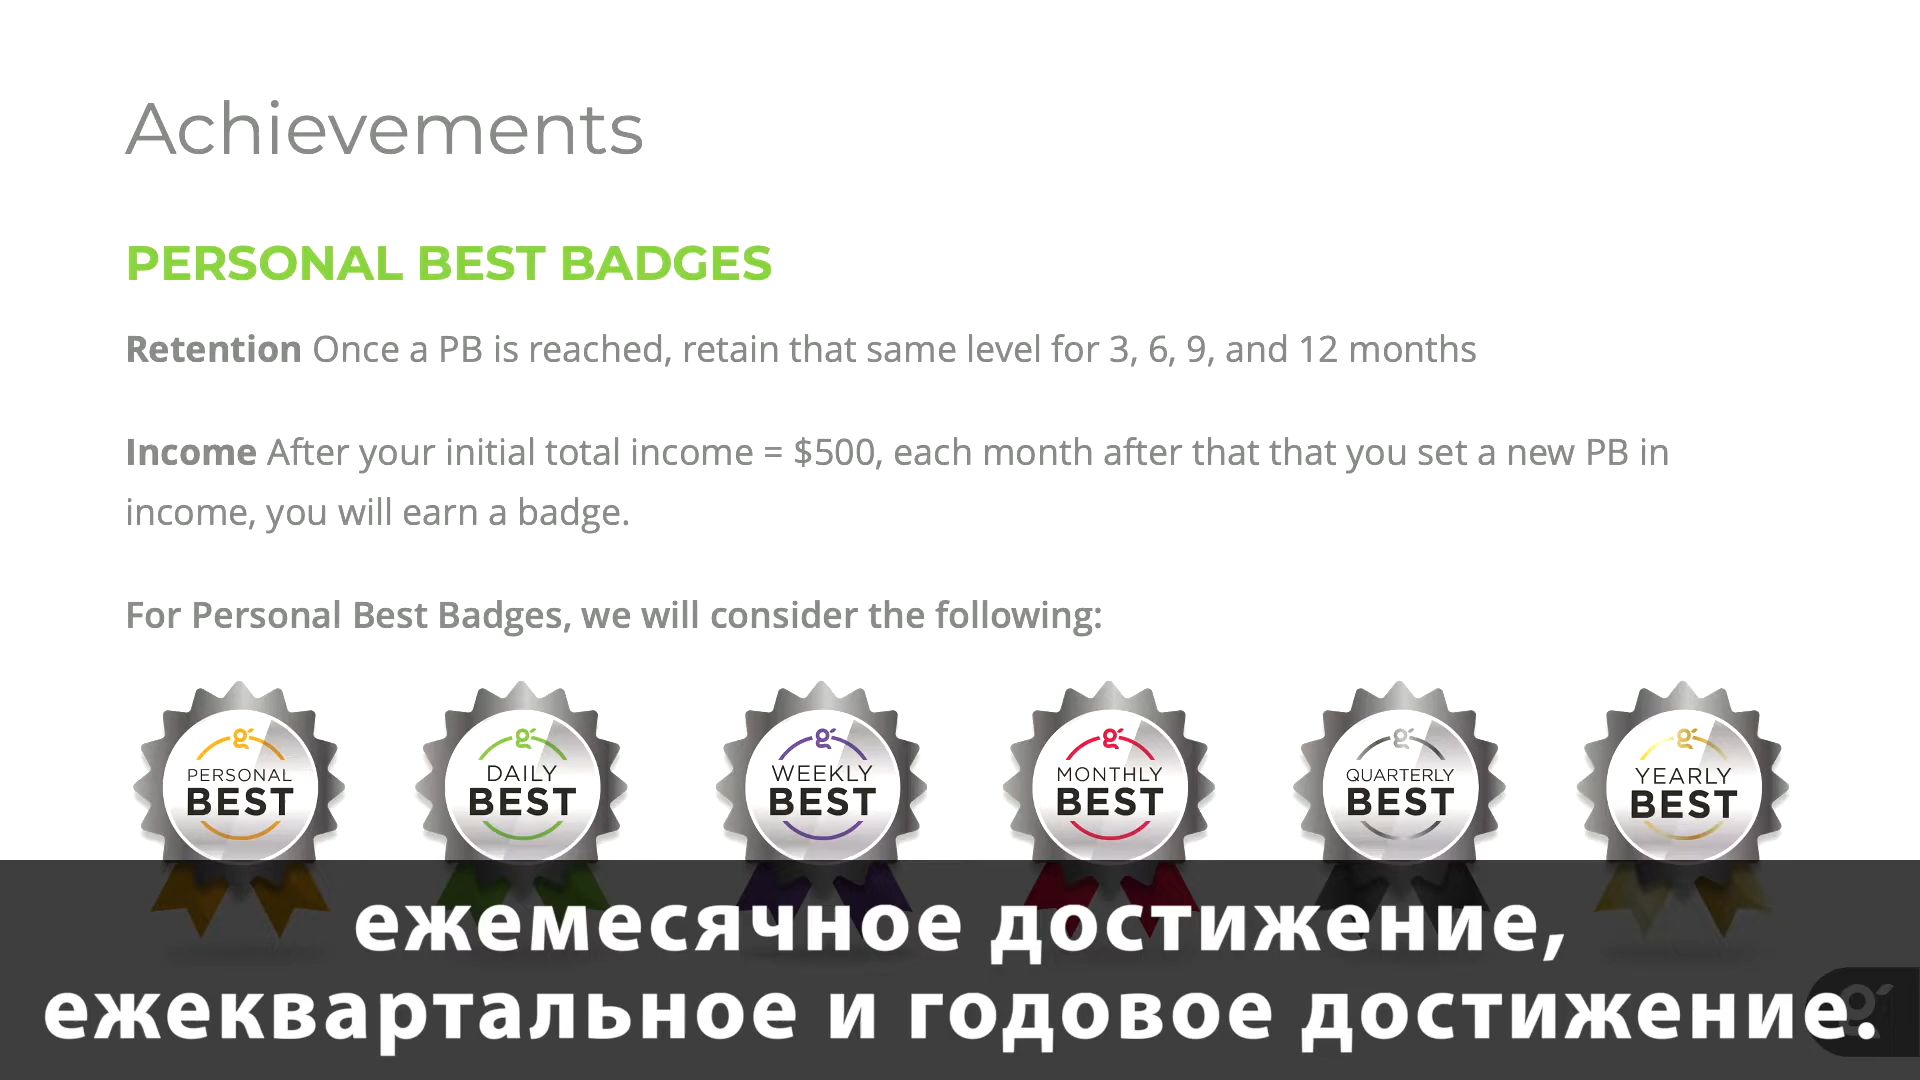 Achievements
PERSONAL BEST BADGES
Retention Once a PB is reached, retain that same level for 3, 6, 9, and 12 months
Income After your initial total income = $500, each month after that that you set a new PB in
income, you will earn a badge.
For Personal Best Badges, we will consider the following:
g
PERSONAL
BEST
g
DAILY
BEST
g
WEEKLY
BEST
g
MONTHLY
BEST
g
QUARTERLY
BEST
g
YEARLY
BEST
ежемесячное достижение,
ежеквартальное и годовое достижение.
g